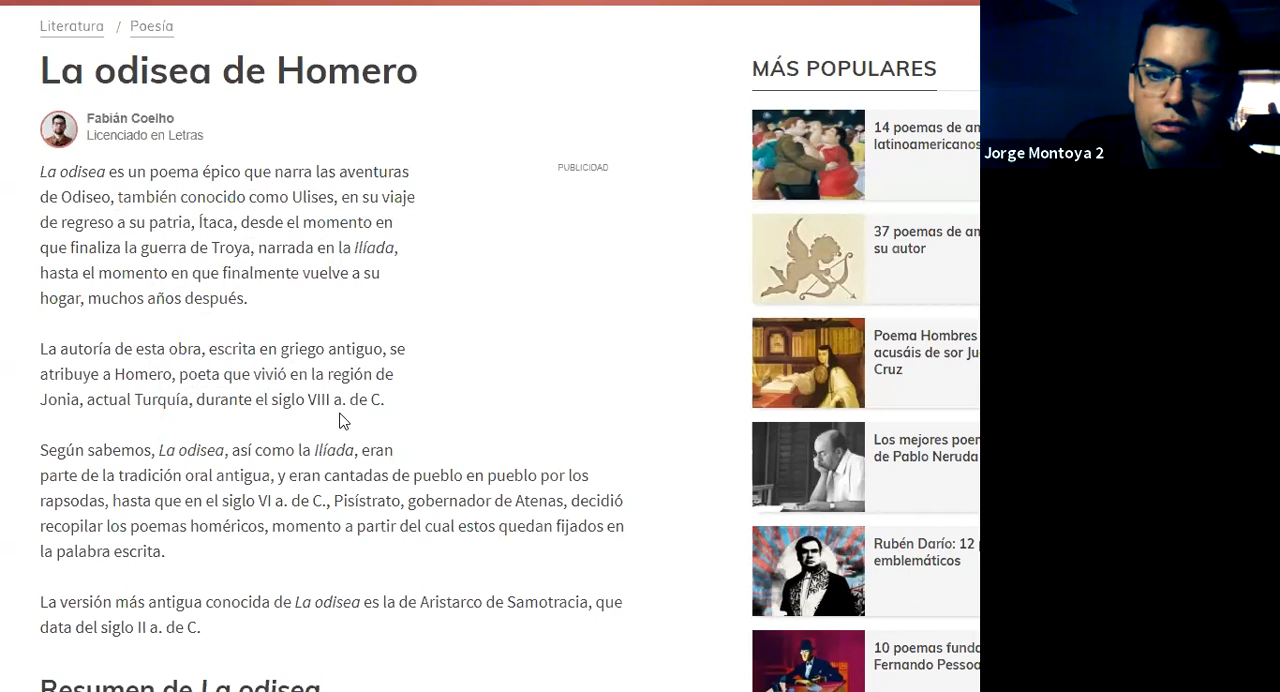 Literatura / Poesía
La odisea de Homero
Fabián Coelho
Licenciado en Letras
La odisea es un poema épico que narra las aventuras
de Odiseo, también conocido como Ulises, en su viaje
de regreso a su patria, Ítaca, desde el momento en
que finaliza la guerra de Troya, narrada en la Ilíada,
hasta el momento en que finalmente vuelve a su
hogar, muchos años después.
PUBLICIDAD
La autoría de esta obra, escrita en griego antiguo, se
atribuye a Homero, poeta que vivió en la región de
Jonia, actual Turquía, durante el siglo VIII a. de C.
Según sabemos, La odisea, así como la Ilíada, eran
parte de la tradición oral antigua, y eran cantadas de pueblo en pueblo por los
rapsodas, hasta que en el siglo VI a. de C., Pisístrato, gobernador de Atenas, decidió
recopilar los poemas homéricos, momento a partir del cual estos quedan fijados en
la palabra escrita.
La versión más antigua conocida de La odisea es la de Aristarco de Samotracia, que
data del siglo II a. de C.
Resumen de La odisea
MÁS POPULARES
14 poemas de am
latinoamericanos
37 poemas de am
su autor
Poema Hombres
acusáis de sor Ju
Cruz
Los mejores poem
de Pablo Neruda
Rubén Darío: 12 p
emblemáticos
10 poemas funda
Fernando Pessoa
Jorge Montoya 2